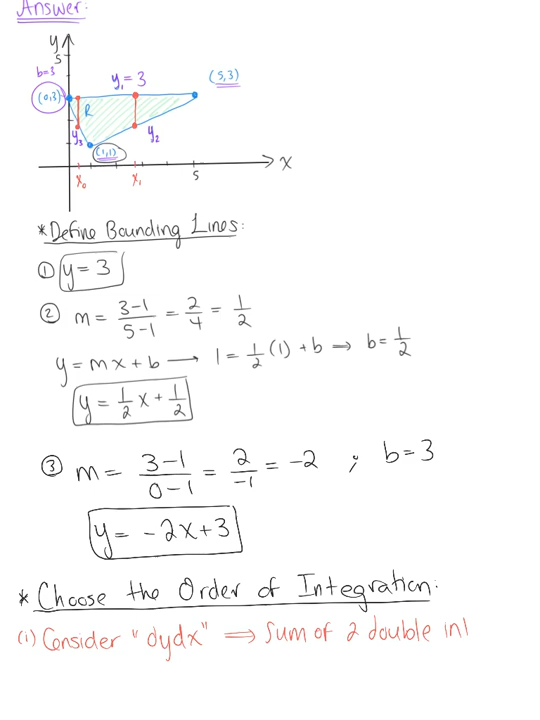 Answer:
y
5
b=3
y₁ = 3
(5,3)
(0,3)
R
y₃
y₂
(1,1)
x₀
x₁
5
x
*Define Bounding Lines:
① y = 3
② m = 3-1/5-1 = 2/4 = 1/2
y = mx + b → 1 = 1/2 (1) + b ⇒ b = 1/2
y = 1/2 x + 1/2
③ m = 3-1/0-1 = 2/-1 = -2 ; b = 3
y = -2x+3
* Choose the Order of Integration:
(1) Consider "dydx" ⇒ Sum of 2 double in